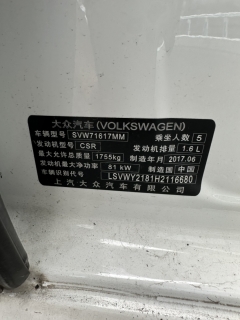 大众汽车(VOLKSWAGEN)
车辆型号 SVW71617MM 乘坐人数 5
发动机型号 CSR 发动机排量 1.6 L
最大允许总质量 1755kg 制造年月 2017.06
发动机最大净功率 81 kW 制造国 中国
车辆识别代号 LSVWY2181H2116680
上汽大众汽车有限公司